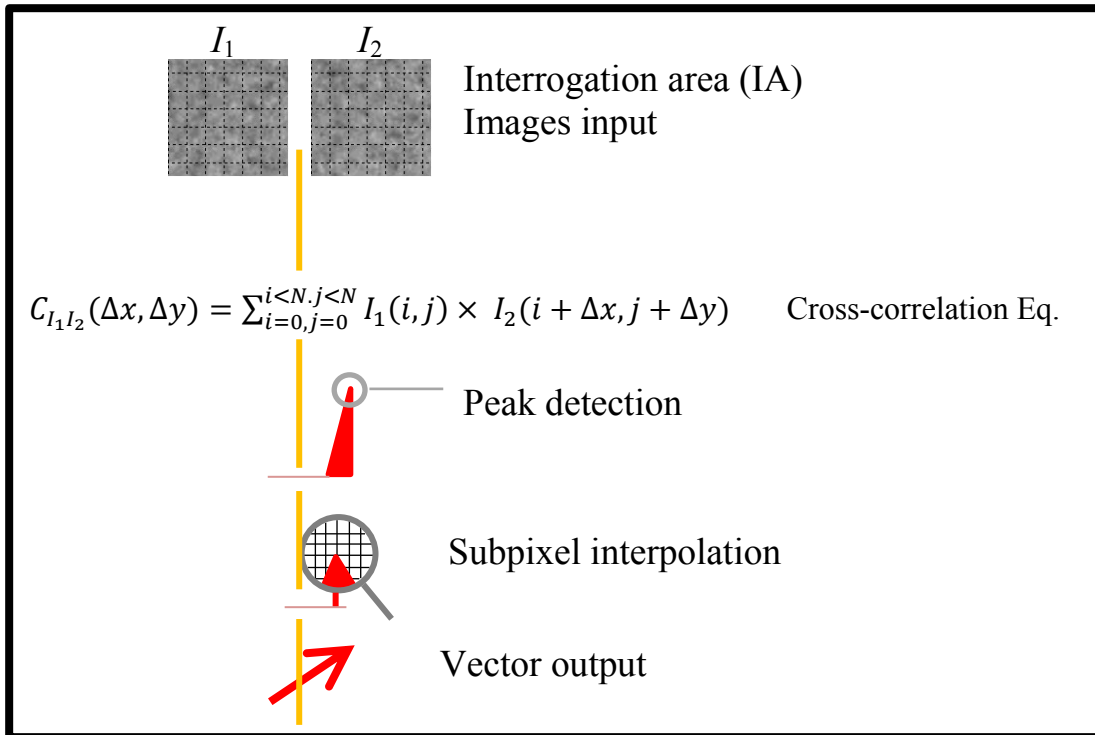 I₁ I₂
Interrogation area (IA)
Images input
𝐶_{𝐼₁𝐼₂}(Δ𝑥, Δ𝑦) = ∑_{𝑖=0,𝑗=0}^{𝑖<𝑁.𝑗<𝑁} 𝐼₁(𝑖, 𝑗) × 𝐼₂(𝑖 + Δ𝑥, 𝑗 + Δ𝑦) Cross-correlation Eq.
Peak detection
Subpixel interpolation
Vector output